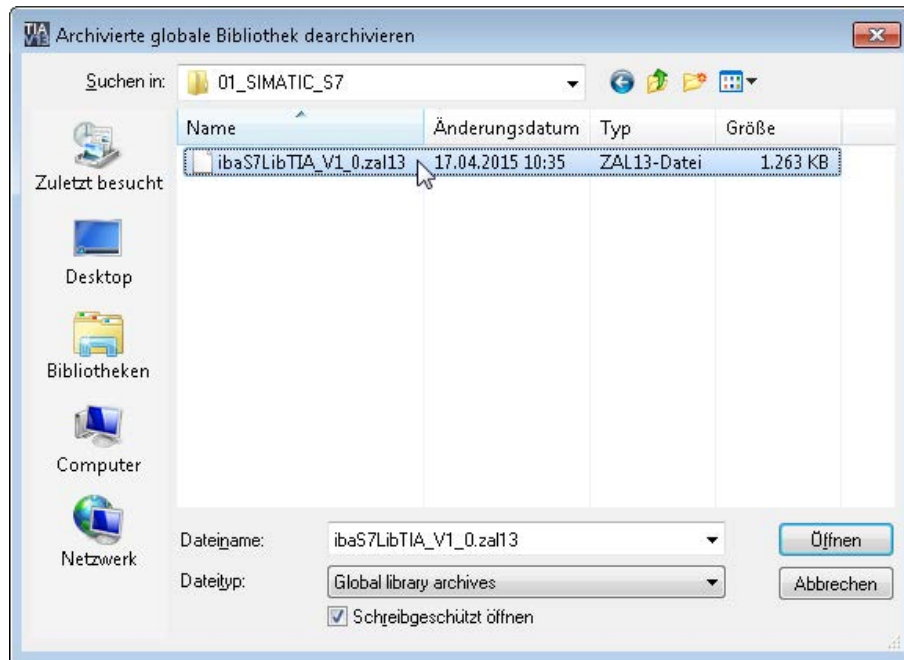 TIA Archivierte globale Bibliothek dearchivieren
Suchen in: 01_SIMATIC_S7
Name Änderungsdatum Typ Größe
ibaS7LibTIA_V1_0.zal13 17.04.2015 10:35 ZAL13-Datei 1.263 KB
Zuletzt besucht
Desktop
Bibliotheken
Computer
Netzwerk
Dateiname: ibaS7LibTIA_V1_0.zal13 Öffnen
Dateityp: Global library archives Abbrechen
Schreibgeschützt öffnen